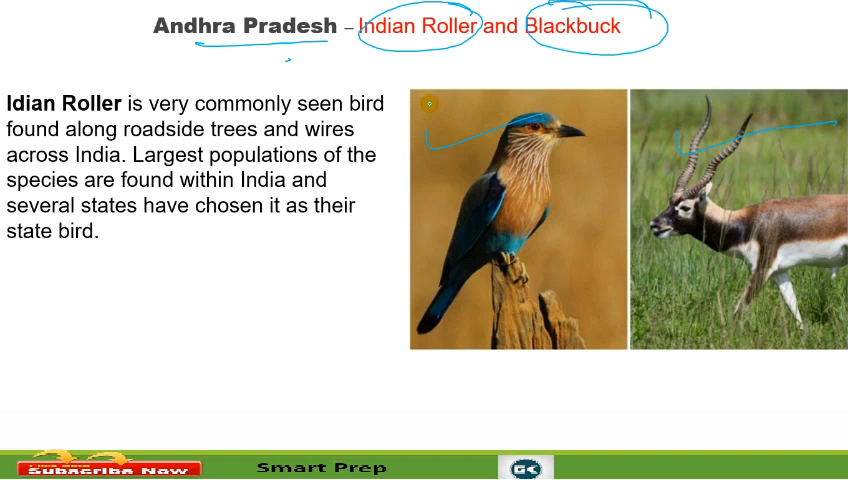 Andhra Pradesh – Indian Roller and Blackbuck
Idian Roller is very commonly seen bird
found along roadside trees and wires
across India. Largest populations of the
species are found within India and
several states have chosen it as their
state bird.
Subscribe Now
Smart Prep
GK